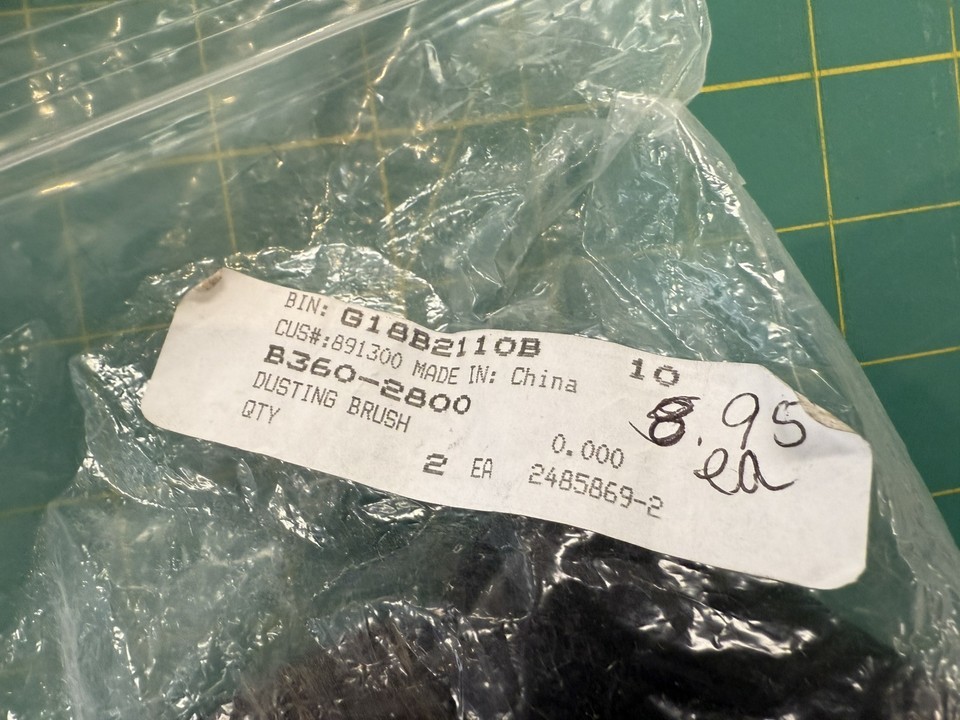 BIN: G18B2110B 10
CUS#:891300 MADE IN: China
B360-2800
DUSTING BRUSH
QTY 0.000
2 EA 2485869-2
8.95
ea